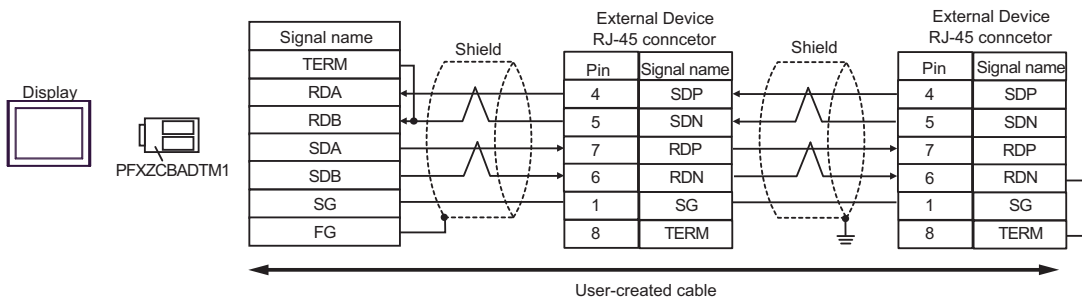 Display
PFXZCBADTM1
Signal name
TERM
RDA
RDB
SDA
SDB
SG
FG
Shield
External Device
RJ-45 conncetor
Pin Signal name
4 SDP
5 SDN
7 RDP
6 RDN
1 SG
8 TERM
Shield
External Device
RJ-45 conncetor
Pin Signal name
4 SDP
5 SDN
7 RDP
6 RDN
1 SG
8 TERM
User-created cable